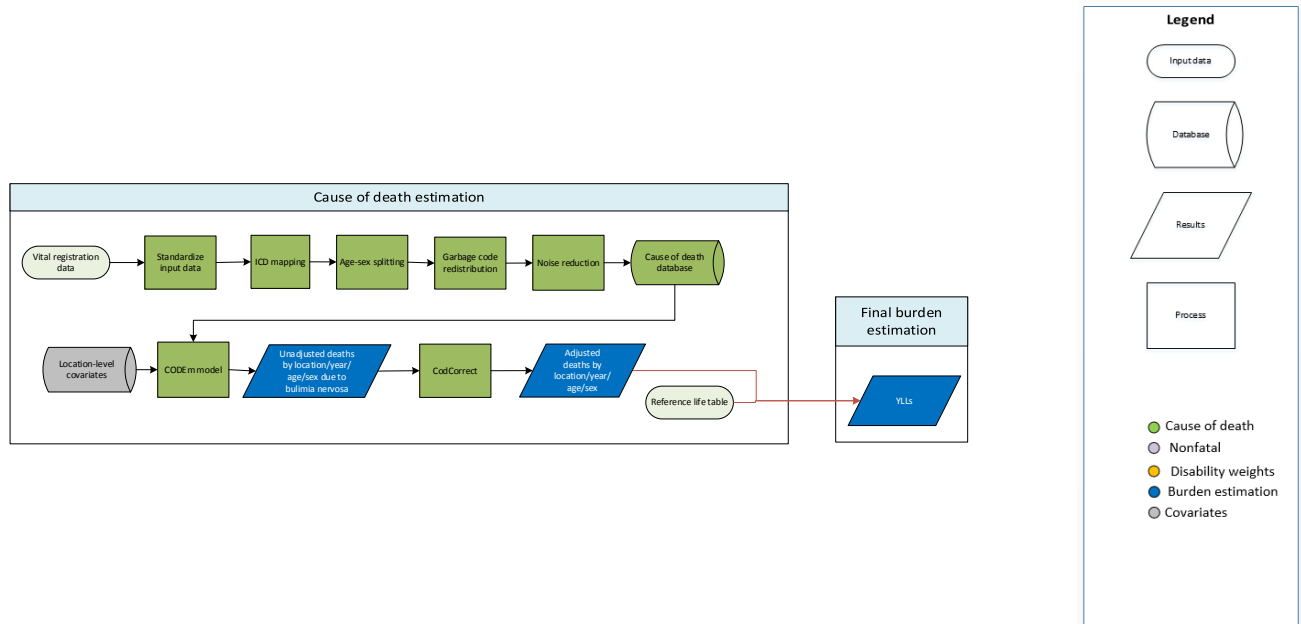 Legend
Input data
Database
Results
Process
Cause of death
Nonfatal
Disability weights
Burden estimation
Covariates
Cause of death estimation
Vital registration
data
Standardize
input data
ICD mapping
Age-sex splitting
Garbage code
redistribution
Noise reduction
Cause of death
database
Location-level
covariates
CODEm model
Unadjusted deaths
by location/year/
age/sex due to
bulimia nervosa
CodCorrect
Adjusted
deaths by
location/year/
age/sex
Reference life table
Final burden
estimation
YLLs